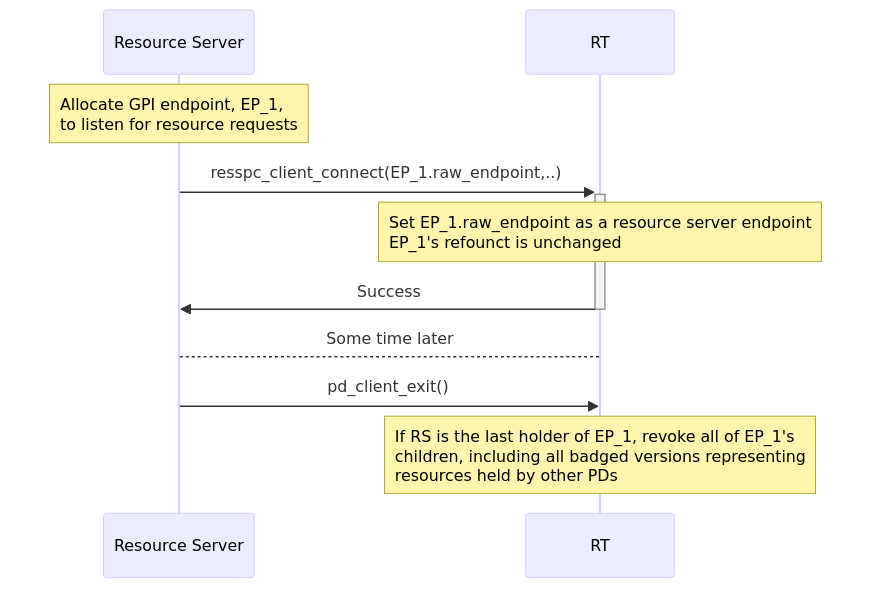 Resource Server
RT
Allocate GPI endpoint, EP_1,
to listen for resource requests
resspc_client_connect(EP_1.raw_endpoint,..)
Set EP_1.raw_endpoint as a resource server endpoint
EP_1's refounct is unchanged
Success
Some time later
pd_client_exit()
If RS is the last holder of EP_1, revoke all of EP_1's
children, including all badged versions representing
resources held by other PDs
Resource Server
RT